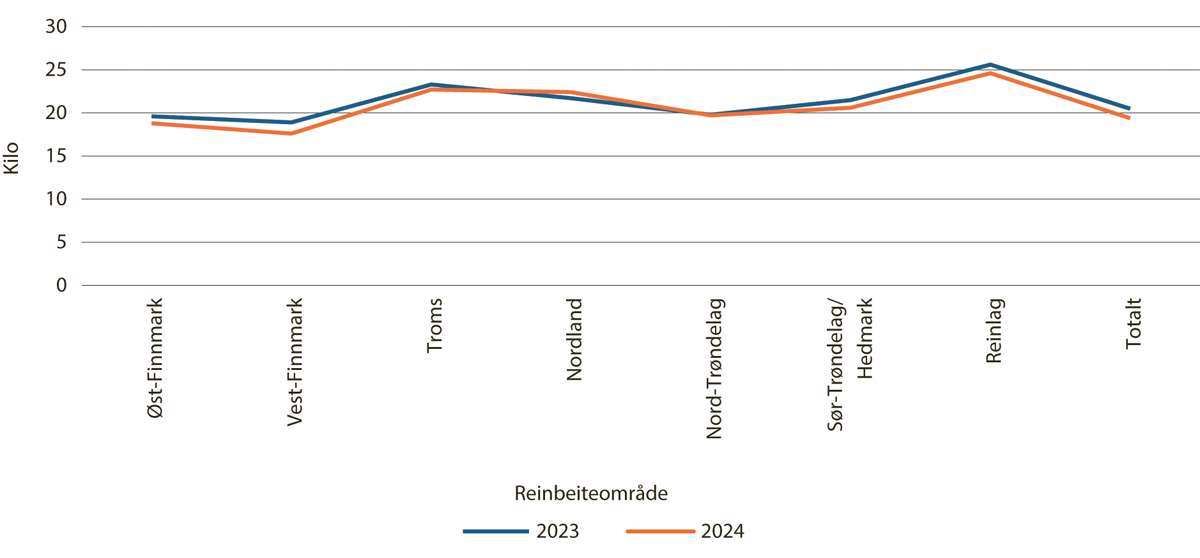 30
25
20
15
10
5
0
Kilo
Øst-Finnmark
Vest-Finnmark
Troms
Nordland
Nord-Trøndelag
Sør-Trøndelag/
Hedmark
Reinlag
Totalt
Reinbeiteområde
2023 2024